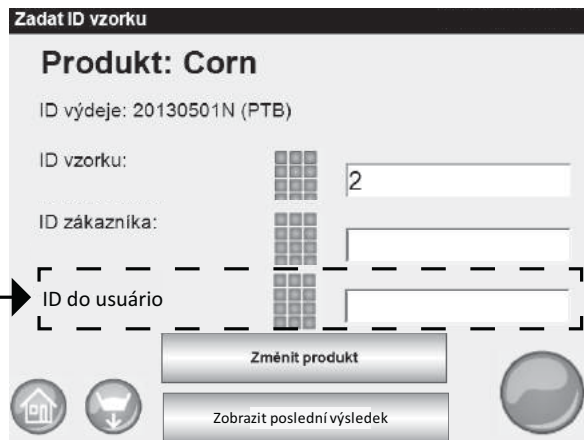 Zadat ID vzorku
Produkt: Corn
ID výdeje: 20130501N (PTB)
ID vzorku:
2
ID zákazníka:
ID do usuário
Změnit produkt
Zobrazit poslední výsledek